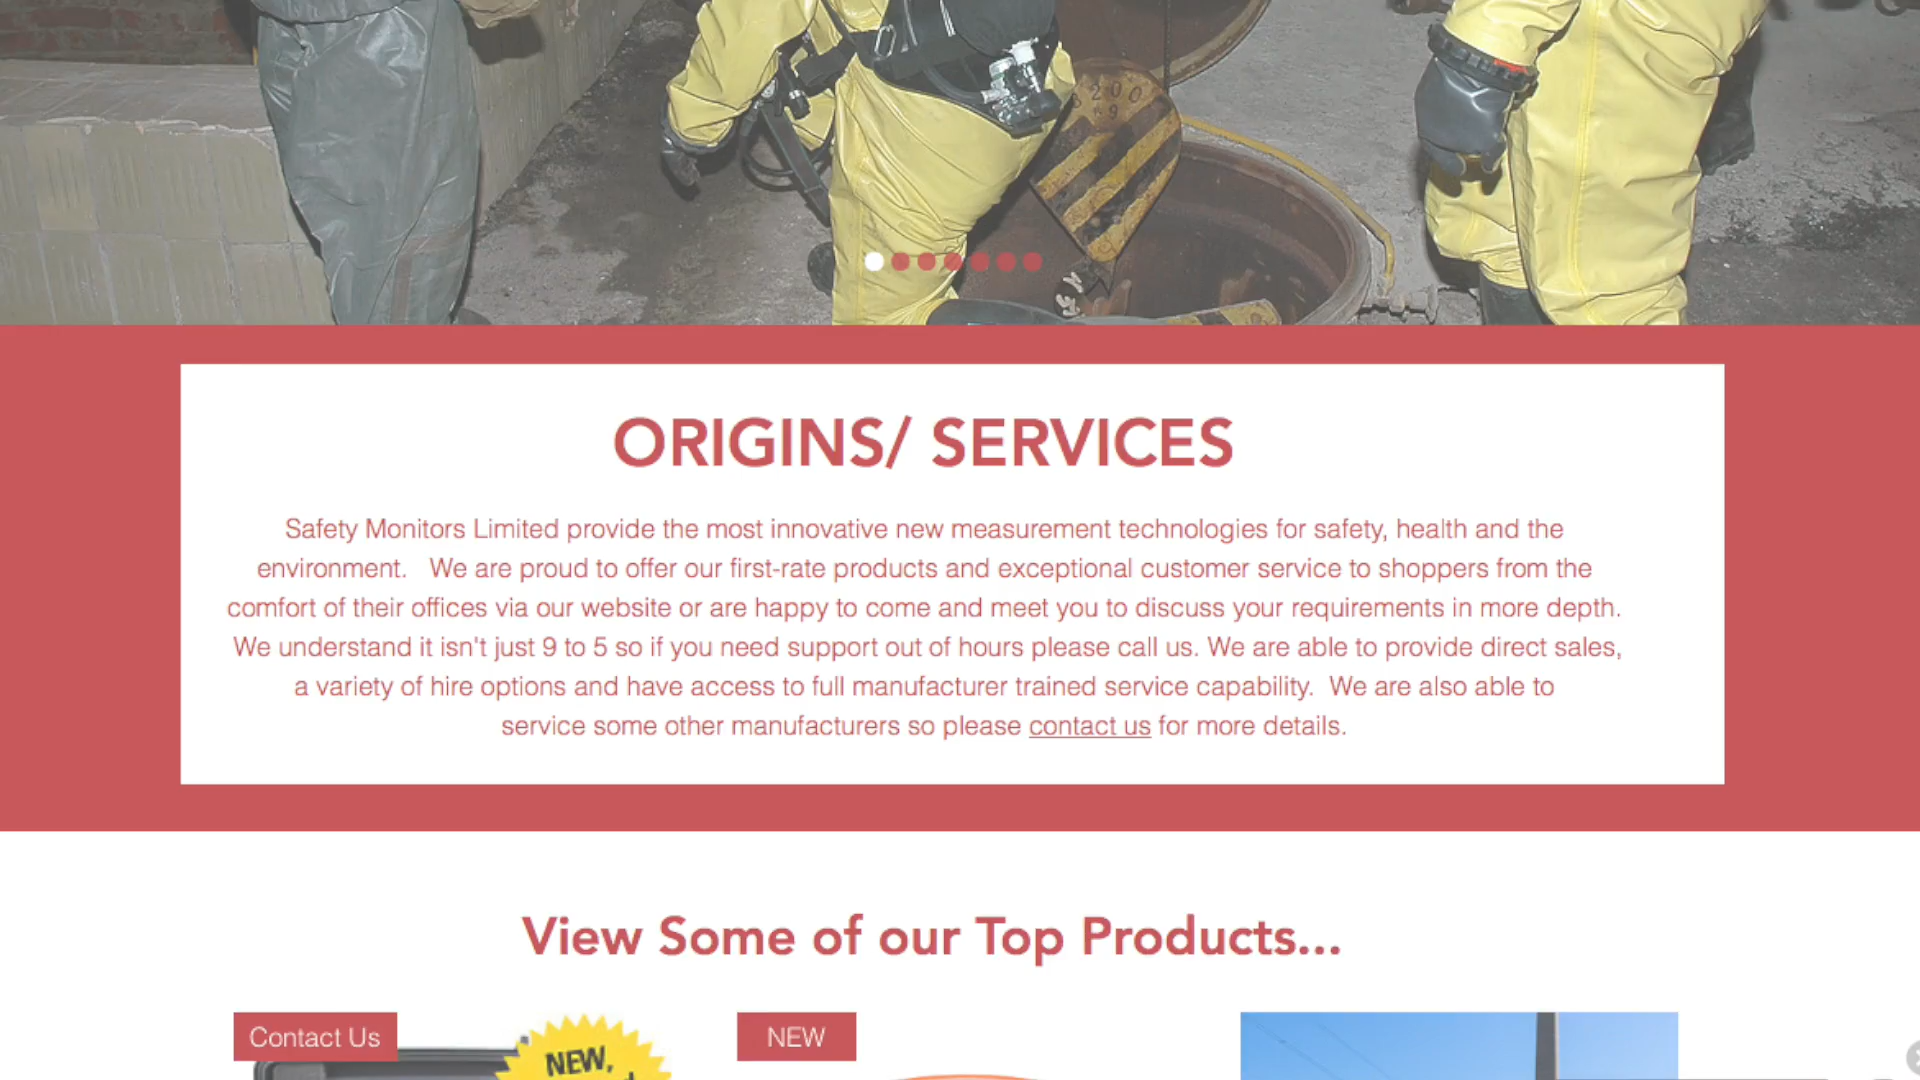 200
9
ORIGINS/ SERVICES
Safety Monitors Limited provide the most innovative new measurement technologies for safety, health and the
environment. We are proud to offer our first-rate products and exceptional customer service to shoppers from the
comfort of their offices via our website or are happy to come and meet you to discuss your requirements in more depth.
We understand it isn't just 9 to 5 so if you need support out of hours please call us. We are able to provide direct sales,
a variety of hire options and have access to full manufacturer trained service capability. We are also able to
service some other manufacturers so please contact us for more details.
View Some of our Top Products...
Contact Us
NEW,
NEW